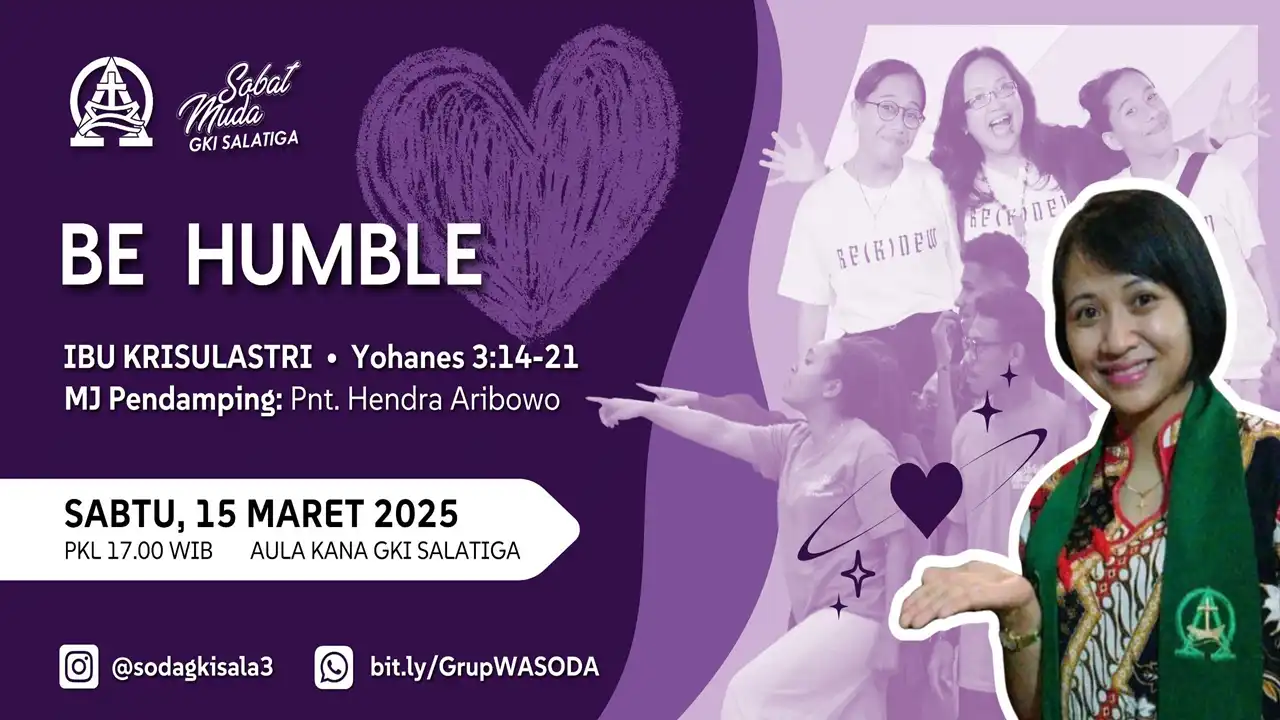 Sobat
Muda
GKI SALATIGA
BE HUMBLE
IBU KRISULASTRI • Yohanes 3:14-21
MJ Pendamping: Pnt. Hendra Aribowo
SABTU, 15 MARET 2025
PKL 17.00 WIB AULA KANA GKI SALATIGA
@sodagkisala3 bit.ly/GrupWASODA
RE(K)NEW